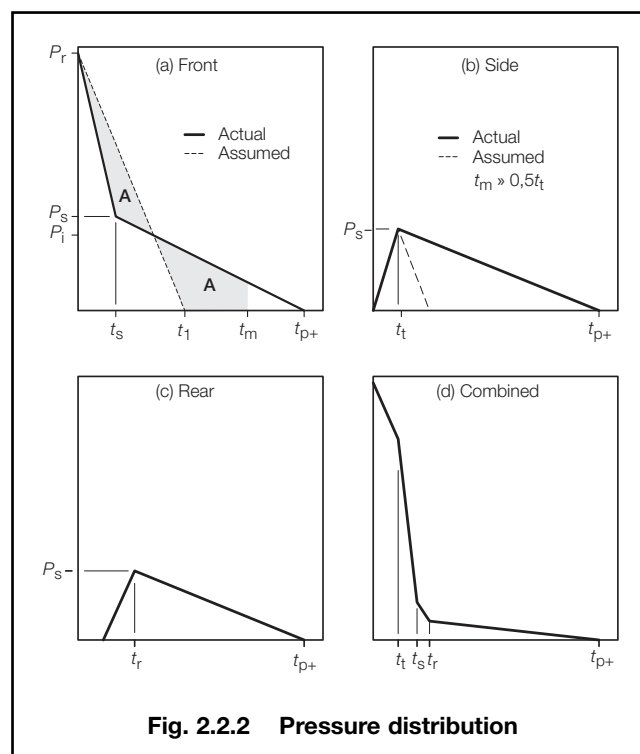 (a) Front
Pr
Actual
Assumed
A
Ps
Pi
A
ts
t1
tm
tp+
(b) Side
Actual
Assumed
tm » 0,5tt
Ps
tt
tp+
(c) Rear
Ps
tr
tp+
(d) Combined
tt
ts
tr
tp+
Fig. 2.2.2 Pressure distribution